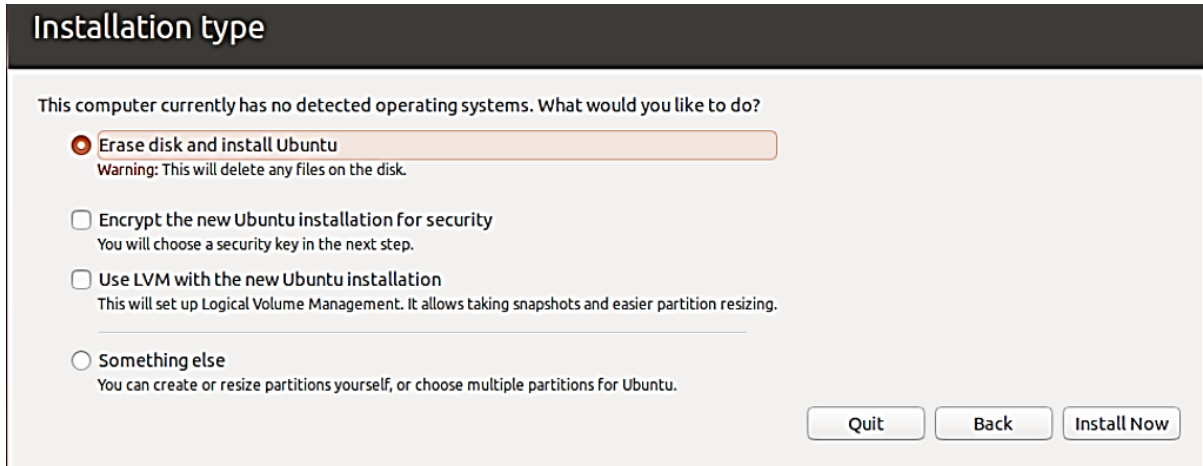 Installation type
This computer currently has no detected operating systems. What would you like to do?
Erase disk and install Ubuntu
Warning: This will delete any files on the disk.
Encrypt the new Ubuntu installation for security
You will choose a security key in the next step.
Use LVM with the new Ubuntu installation
This will set up Logical Volume Management. It allows taking snapshots and easier partition resizing.
Something else
You can create or resize partitions yourself, or choose multiple partitions for Ubuntu.
Quit Back Install Now